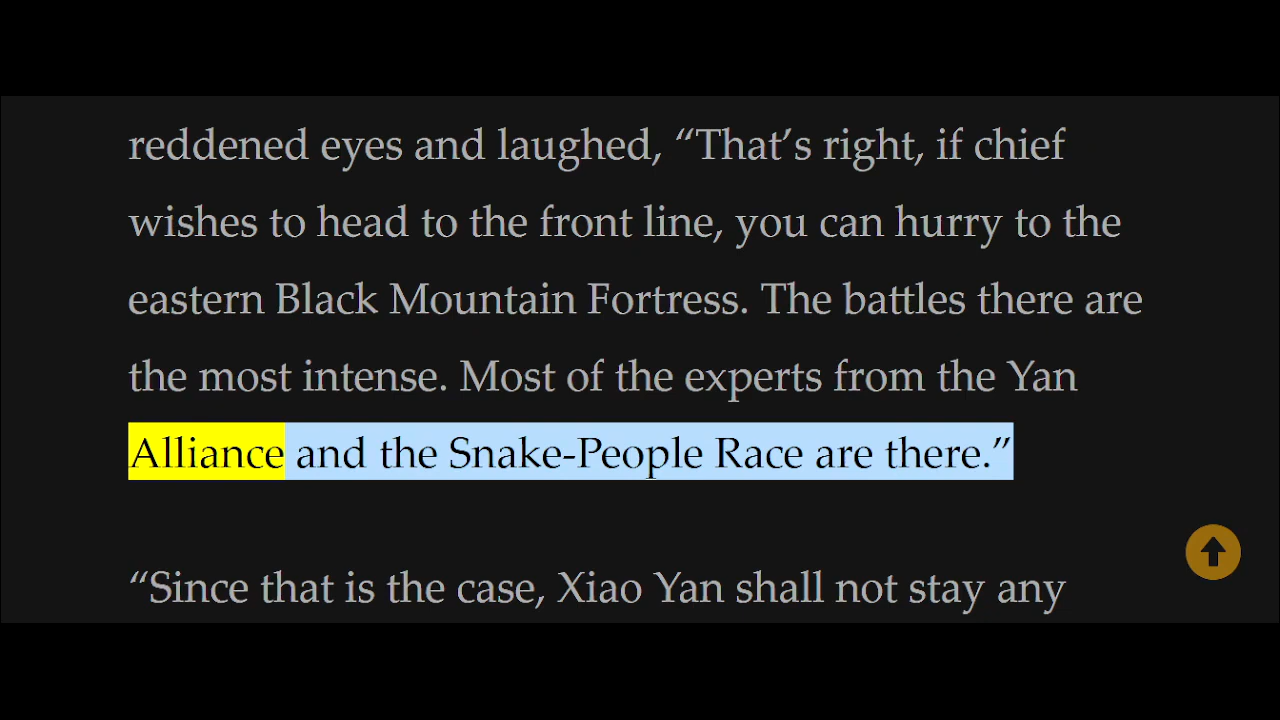 reddened eyes and laughed, “That’s right, if chief
wishes to head to the front line, you can hurry to the
eastern Black Mountain Fortress. The battles there are
the most intense. Most of the experts from the Yan
Alliance and the Snake-People Race are there.”
“Since that is the case, Xiao Yan shall not stay any